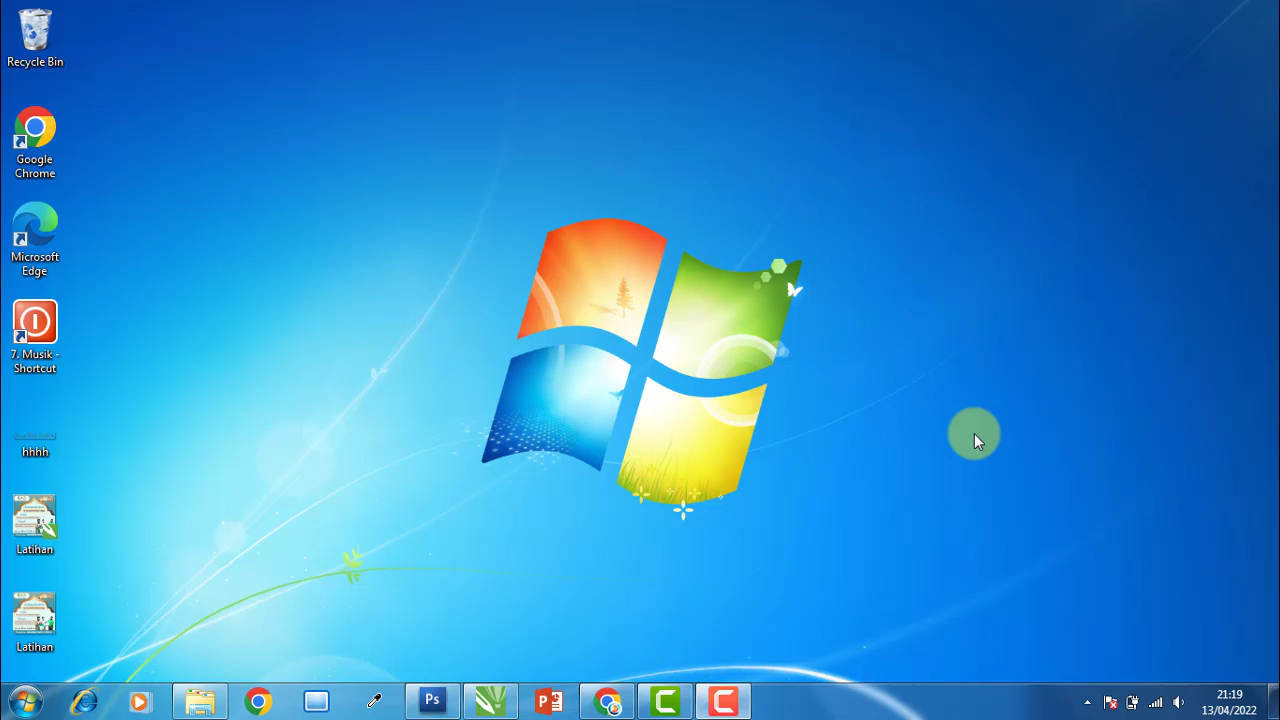 Recycle Bin
Google
Chrome
Microsoft
Edge
7. Musik -
Shortcut
hhhh
Latihan
Latihan
Ps
21:19
13/04/2022